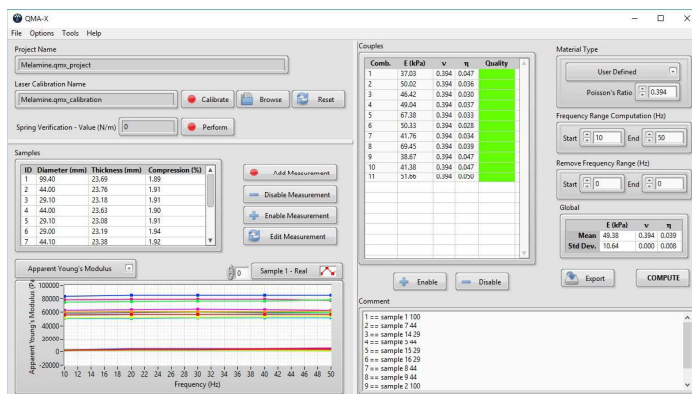 QMA-X
File Options Tools Help
Project Name
Melamine.qmx_project
Laser Calibration Name
Melamine.qmx_calibration
Calibrate
Browse
Reset
Spring Verification - Value (N/m) 0
Perform
Samples
ID Diameter (mm) Thickness (mm) Compression (%)
1 99.40 23.69 1.89
2 44.00 23.76 1.91
3 29.10 23.18 1.91
4 44.00 23.63 1.90
5 29.10 23.08 1.91
6 29.00 23.19 1.94
7 44.10 23.38 1.92
Add Measurement
Disable Measurement
Enable Measurement
Edit Measurement
Apparent Young's Modulus
0
Sample 1 - Real
Apparent Young's Modulus (Pa
100000
80000
60000
40000
20000
0
-20000
10 12 14 16 18 20 22 24 26 28 30 32 34 36 38 40 42 44 46 48 50
Frequency (Hz)
Couples
Comb. E (kPa) ν η Quality
1 37.03 0.394 0.047
2 50.02 0.394 0.036
3 46.42 0.394 0.030
4 49.04 0.394 0.037
5 67.38 0.394 0.033
6 50.33 0.394 0.028
7 41.76 0.394 0.034
8 69.45 0.394 0.039
9 38.67 0.394 0.047
10 41.38 0.394 0.047
11 51.66 0.394 0.050
Enable
Disable
Comment
1 == sample 1 100
2 == sample 7 44
3 == sample 14 29
4 == sample 5 44
5 == sample 15 29
6 == sample 16 29
7 == sample 8 44
8 == sample 9 44
9 == sample 2 100
Material Type
User Defined
Poisson's Ratio 0.394
Frequency Range Computation (Hz)
Start 10 End 50
Remove Frequency Range (Hz)
Start 0 End 0
Global
E (kPa) ν η
Mean 49.38 0.394 0.039
Std Dev. 10.64 0.000 0.008
Export
COMPUTE